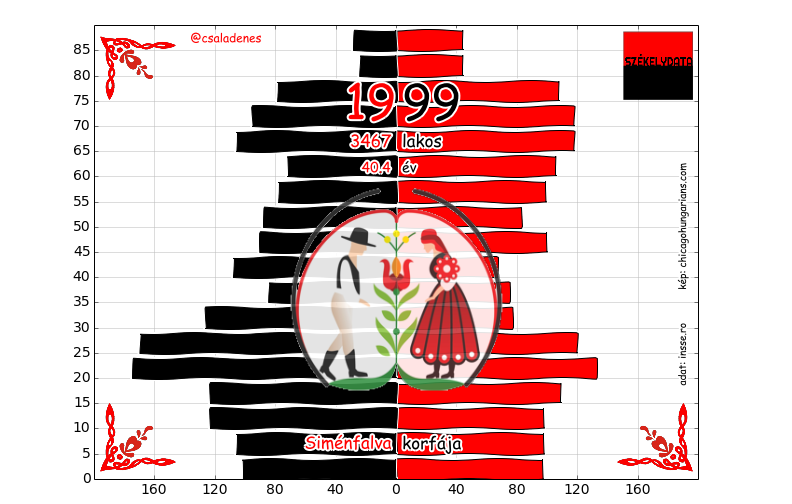 @csaladenes
SZÉKELYDATA
1999
3467 lakos
40.4 év
kép: chicagohungarians.com
adat: insse.ro
Siménfalva korfája
85
80
75
70
65
60
55
50
45
40
35
30
25
20
15
10
5
0
160 120 80 40 0 40 80 120 160